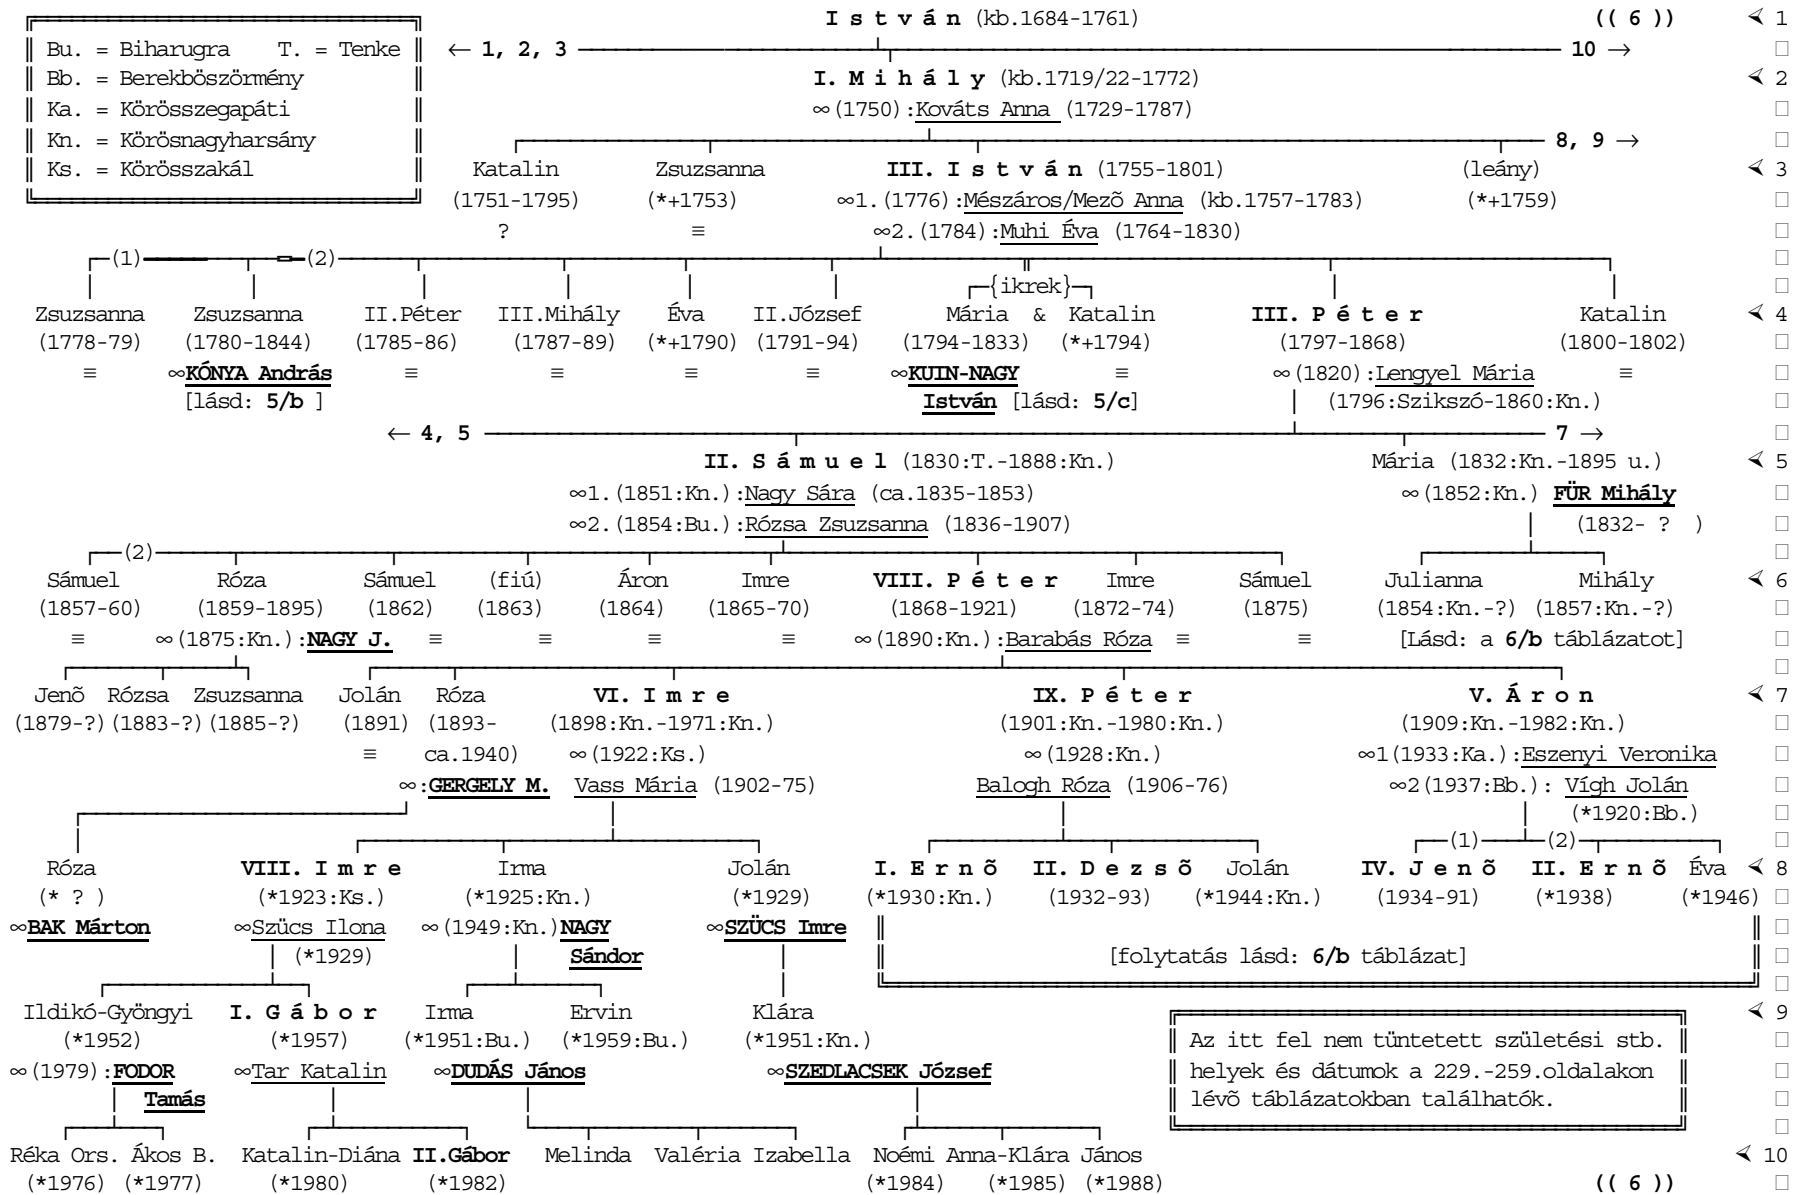 I s t v á n (kb.1684-1761) (( 6 )) 1
Bu. = Biharugra T. = Tenke ← 1, 2, 3 10 →
Bb. = Berekböszörmény I. M i h á l y (kb.1719/22-1772) 2
Ka. = Körösszegapáti ∞(1750):Kováts Anna (1729-1787)
Kn. = Körösnagyharsány 8, 9 →
Ks. = Körösszakál Katalin Zsuzsanna III. I s t v á n (1755-1801) (leány) 3
(1751-1795) (*+1753) ∞1.(1776):Mészáros/Mezõ Anna (kb.1757-1783) (*+1759)
? ≡ ∞2.(1784):Muhi Éva (1764-1830)
(1) (2)
{ikrek}
Zsuzsanna Zsuzsanna II.Péter III.Mihály Éva II.József Mária & Katalin III. P é t e r Katalin 4
(1778-79) (1780-1844) (1785-86) (1787-89) (*+1790) (1791-94) (1794-1833) (*+1794) (1797-1868) (1800-1802)
≡ ∞KÓNYA András ≡ ≡ ≡ ≡ ∞KUIN-NAGY ≡ ∞(1820):Lengyel Mária ≡
[lásd: 5/b ] István [lásd: 5/c] (1796:Szikszó-1860:Kn.)
← 4, 5 7 →
II. S á m u e l (1830:T.-1888:Kn.) Mária (1832:Kn.-1895 u.) 5
∞1.(1851:Kn.):Nagy Sára (ca.1835-1853) ∞(1852:Kn.) FÜR Mihály
∞2.(1854:Bu.):Rózsa Zsuzsanna (1836-1907) (1832- ? )
(2)
Sámuel Róza Sámuel (fiú) Áron Imre VIII. P é t e r Imre Sámuel Julianna Mihály 6
(1857-60) (1859-1895) (1862) (1863) (1864) (1865-70) (1868-1921) (1872-74) (1875) (1854:Kn.-?) (1857:Kn.-?)
≡ ∞(1875:Kn.):NAGY J. ≡ ≡ ≡ ≡ ∞(1890:Kn.):Barabás Róza ≡ ≡ [Lásd: a 6/b táblázatot]
Jenõ Rózsa Zsuzsanna Jolán Róza VI. I m r e IX. P é t e r V. Á r o n 7
(1879-?) (1883-?) (1885-?) (1891) (1893- (1898:Kn.-1971:Kn.) (1901:Kn.-1980:Kn.) (1909:Kn.-1982:Kn.)
≡ ca.1940) ∞(1922:Ks.) ∞(1928:Kn.) ∞1(1933:Ka.):Eszenyi Veronika
∞:GERGELY M. Vass Mária (1902-75) Balogh Róza (1906-76) ∞2(1937:Bb.): Vígh Jolán
(*1920:Bb.)
(1) (2)
Róza VIII. I m r e Irma Jolán I. E r n õ II. D e z s õ Jolán IV. J e n õ II. E r n õ Éva 8
(* ? ) (*1923:Ks.) (*1925:Kn.) (*1929) (*1930:Kn.) (1932-93) (*1944:Kn.) (1934-91) (*1938) (*1946)
∞BAK Márton ∞Szücs Ilona ∞(1949:Kn.)NAGY ∞SZÜCS Imre
(*1929) Sándor [folytatás lásd: 6/b táblázat]
Ildikó-Gyöngyi I. G á b o r Irma Ervin Klára 9
(*1952) (*1957) (*1951:Bu.) (*1959:Bu.) (*1951:Kn.) Az itt fel nem tüntetett születési stb.
∞(1979):FODOR ∞Tar Katalin ∞DUDÁS János ∞SZEDLACSEK József helyek és dátumok a 229.-259.oldalakon
Tamás lévõ táblázatokban találhatók.
Réka Ors. Ákos B. Katalin-Diána II.Gábor Melinda Valéria Izabella Noémi Anna-Klára János 10
(*1976) (*1977) (*1980) (*1982) (*1984) (*1985) (*1988) (( 6 ))